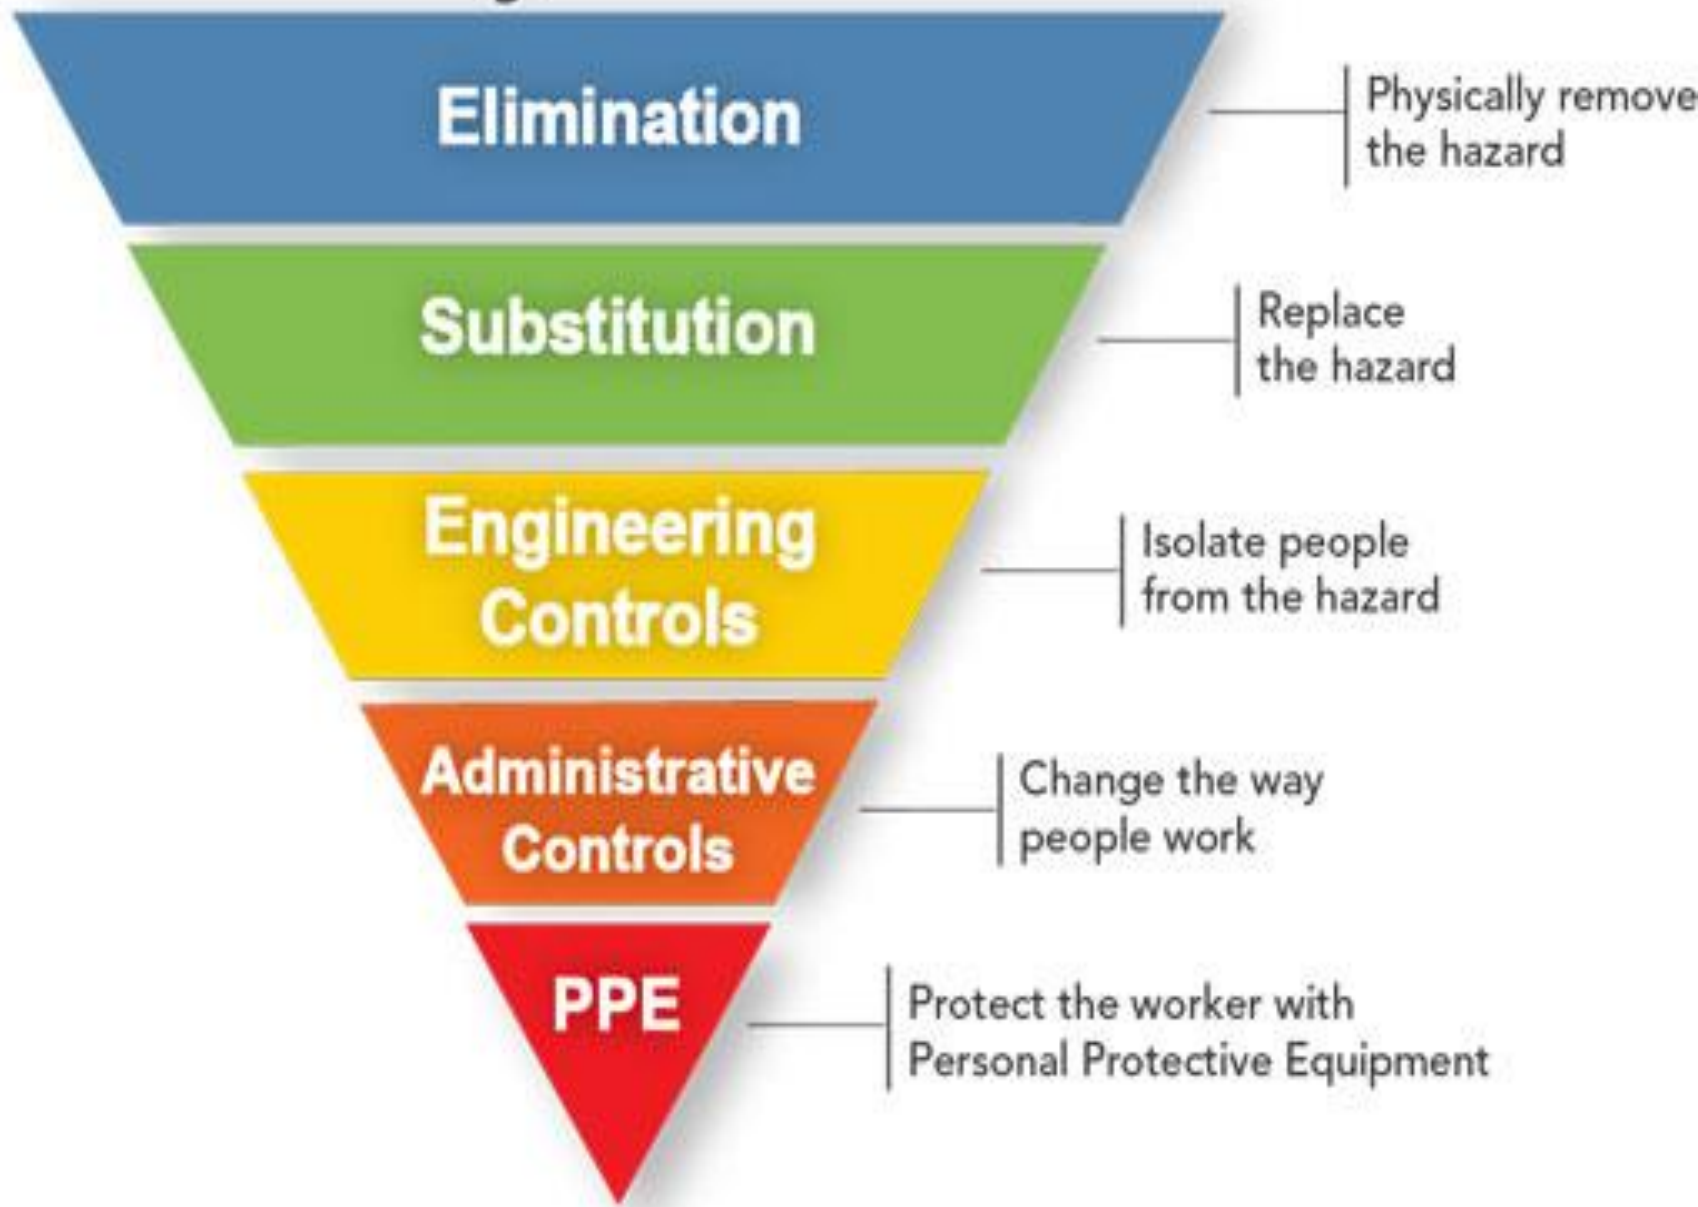 Elimination
Physically remove
the hazard
Substitution
Replace
the hazard
Engineering
Controls
Isolate people
from the hazard
Administrative
Controls
Change the way
people work
PPE
Protect the worker with
Personal Protective Equipment